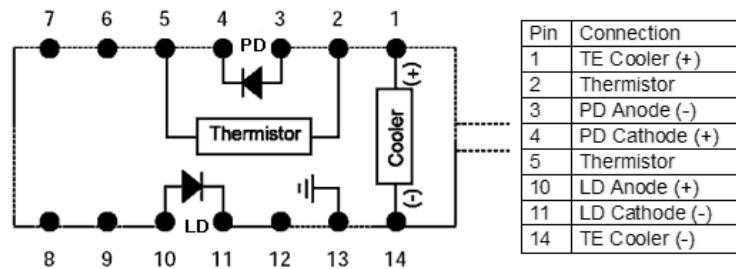 7 6 5 4 PD 3 2 1
(+)
Thermistor
Cooler
(-)
LD
8 9 10 11 12 13 14
Pin Connection
1 TE Cooler (+)
2 Thermistor
3 PD Anode (-)
4 PD Cathode (+)
5 Thermistor
10 LD Anode (+)
11 LD Cathode (-)
14 TE Cooler (-)